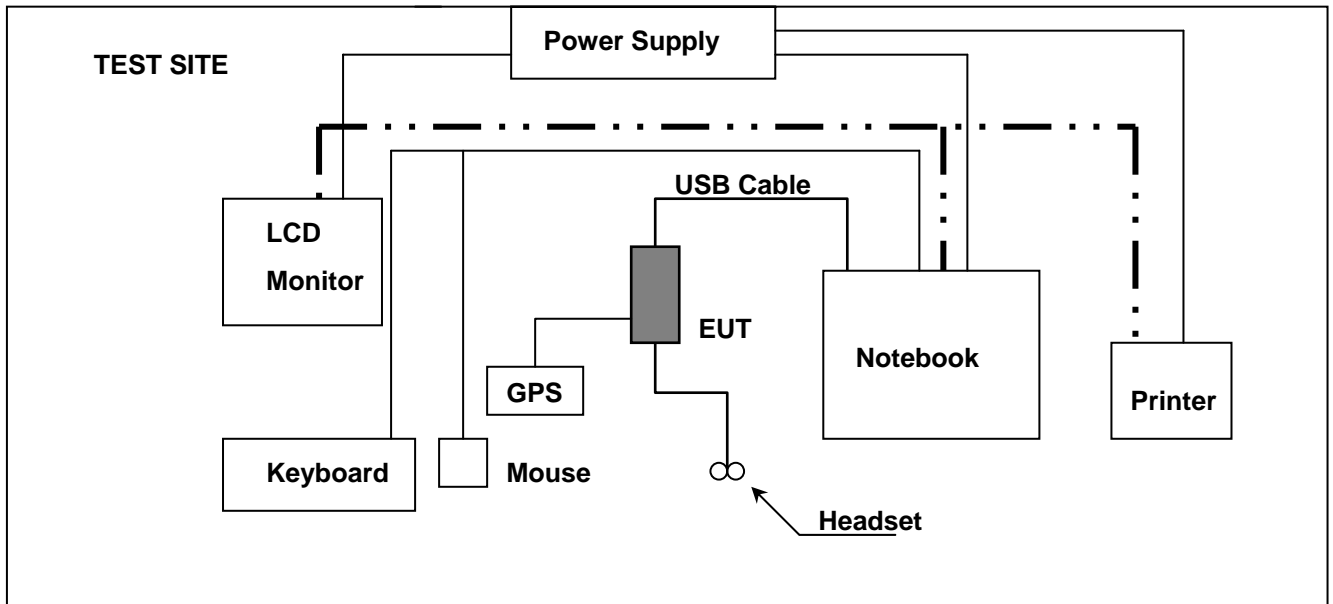 Power Supply
TEST SITE
USB Cable
LCD
Monitor
EUT
Notebook
GPS
Printer
Keyboard
Mouse
Headset